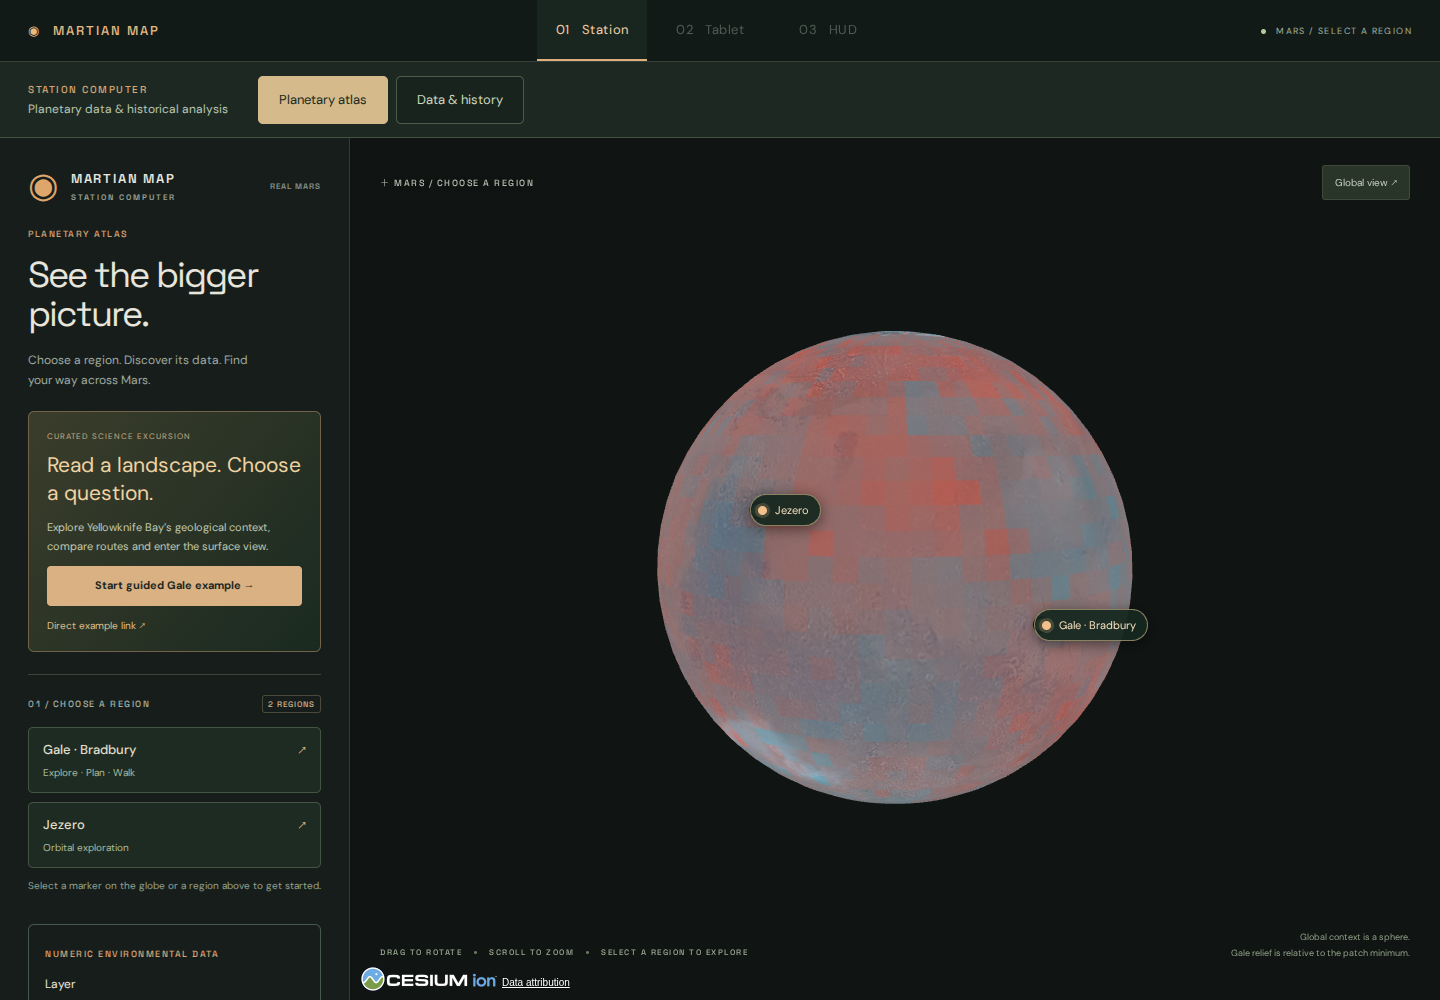 MARTIAN MAP
01 Station
02 Tablet
03 HUD
MARS / SELECT A REGION
STATION COMPUTER
Planetary data & historical analysis
Planetary atlas
Data & history
MARTIAN MAP
STATION COMPUTER
REAL MARS
PLANETARY ATLAS
See the bigger
picture.
Choose a region. Discover its data. Find
your way across Mars.
CURATED SCIENCE EXCURSION
Read a landscape. Choose
a question.
Explore Yellowknife Bay's geological context,
compare routes and enter the surface view.
Start guided Gale example →
Direct example link ↗
01 / CHOOSE A REGION
2 REGIONS
Gale · Bradbury ↗
Explore · Plan · Walk
Jezero ↗
Orbital exploration
Select a marker on the globe or a region above to get started.
NUMERIC ENVIRONMENTAL DATA
Layer
+ MARS / CHOOSE A REGION
Global view ↗
Jezero
Gale · Bradbury
DRAG TO ROTATE • SCROLL TO ZOOM • SELECT A REGION TO EXPLORE
Global context is a sphere.
Gale relief is relative to the patch minimum.
CESIUM ion Data attribution